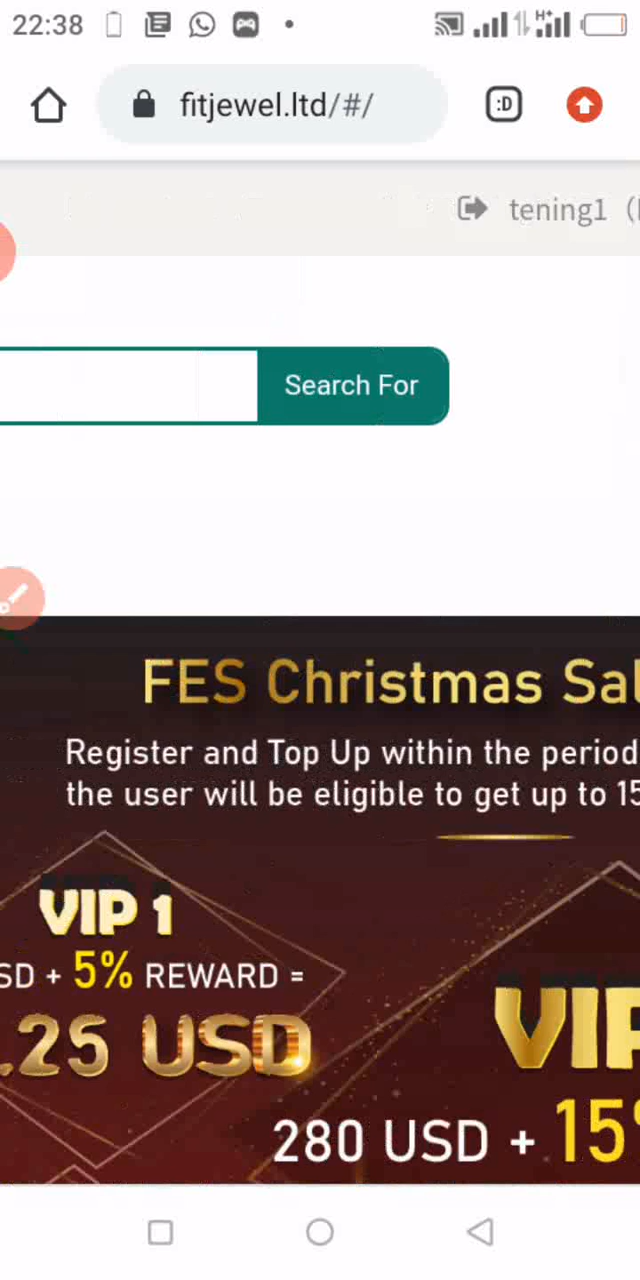 22:38
H+
fitjewel.ltd/#/
:D
tening1
Search For
FES Christmas Sal
Register and Top Up within the period
the user will be eligible to get up to 15
VIP 1
SD + 5% REWARD =
.25 USD
VIP
280 USD + 15%